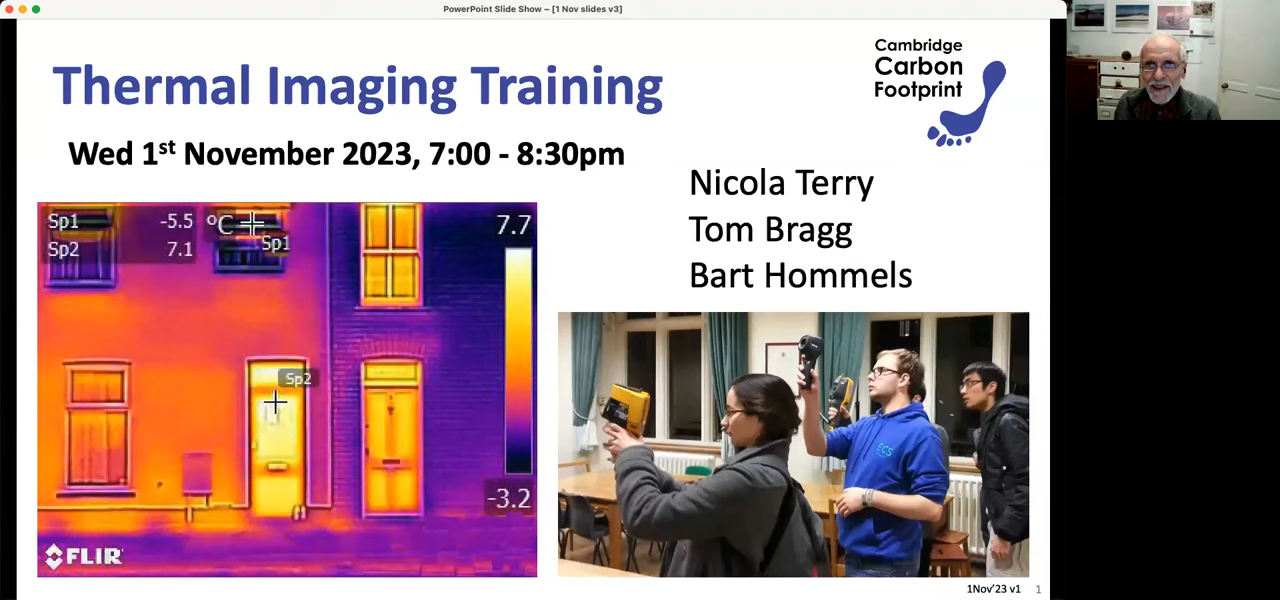 PowerPoint Slide Show – [1 Nov slides v3]
Thermal Imaging Training
Wed 1st November 2023, 7:00 - 8:30pm
Cambridge
Carbon
Footprint
Nicola Terry
Tom Bragg
Bart Hommels
Sp1 -5.5 °C
Sp2 7.1
Sp1
7.7
Sp2
-3.2
FLIR
ECS
1Nov'23 v1 1